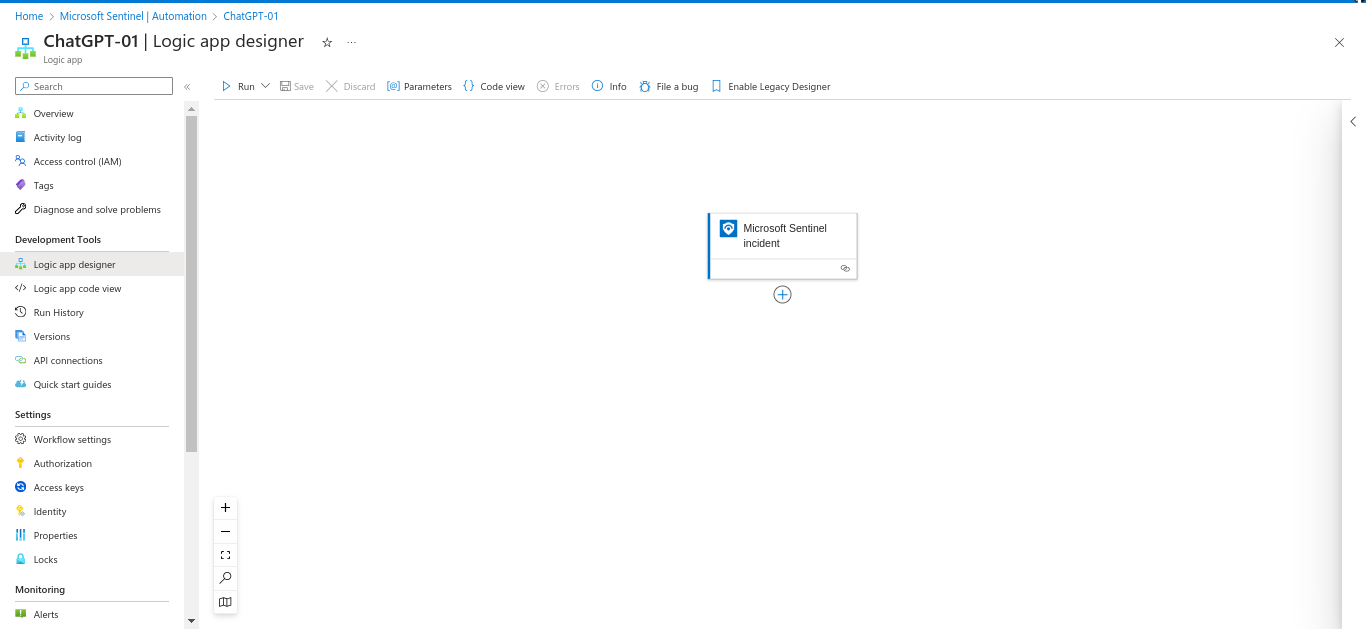 Home > Microsoft Sentinel | Automation > ChatGPT-01
ChatGPT-01 | Logic app designer
Logic app
Search
Run
Save
Discard
Parameters
Code view
Errors
Info
File a bug
Enable Legacy Designer
Overview
Activity log
Access control (IAM)
Tags
Diagnose and solve problems
Development Tools
Logic app designer
Logic app code view
Run History
Versions
API connections
Quick start guides
Settings
Workflow settings
Authorization
Access keys
Identity
Properties
Locks
Monitoring
Alerts
Microsoft Sentinel
incident